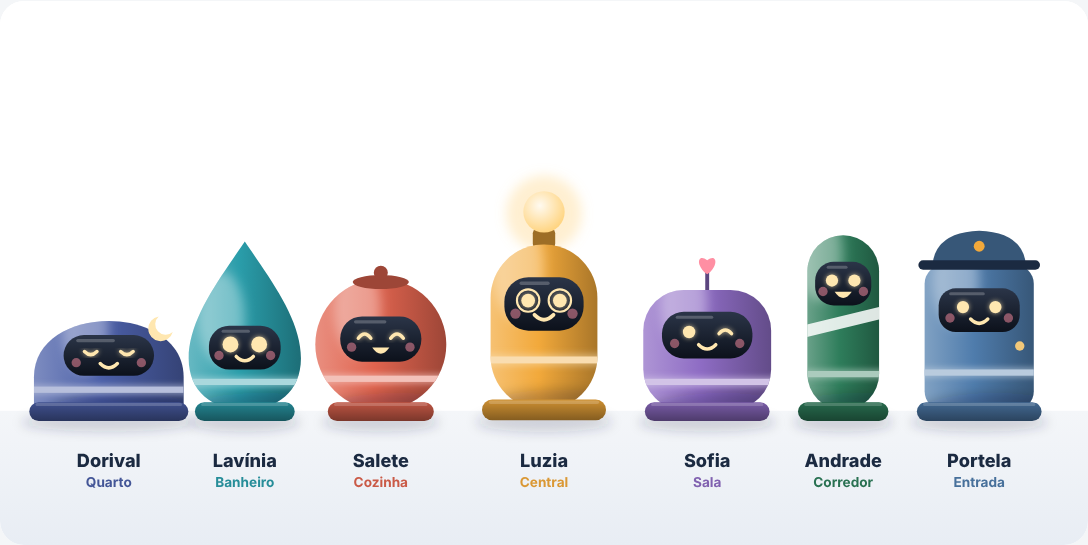 Dorival
Quarto
Lavínia
Banheiro
Salete
Cozinha
Luzia
Central
Sofia
Sala
Andrade
Corredor
Portela
Entrada